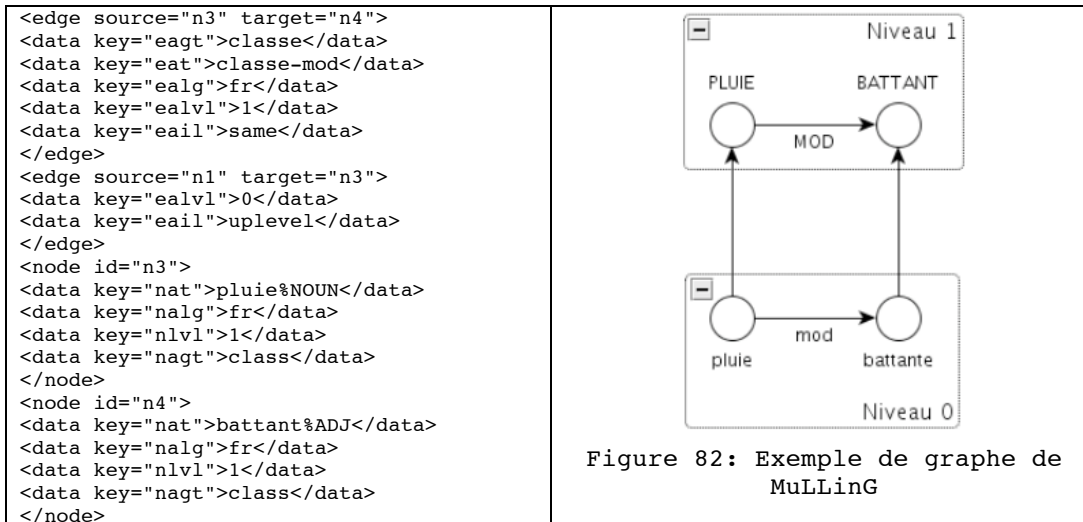 <edge source="n3" target="n4">
<data key="eagt">classe</data>
<data key="eat">classe-mod</data>
<data key="ealg">fr</data>
<data key="ealvl">1</data>
<data key="eail">same</data>
</edge>
<edge source="n1" target="n3">
<data key="ealvl">0</data>
<data key="eail">uplevel</data>
</edge>
<node id="n3">
<data key="nat">pluie%NOUN</data>
<data key="nalg">fr</data>
<data key="nlvl">1</data>
<data key="nagt">class</data>
</node>
<node id="n4">
<data key="nat">battant%ADJ</data>
<data key="nalg">fr</data>
<data key="nlvl">1</data>
<data key="nagt">class</data>
</node>
Niveau 1
PLUIE BATTANT
MOD
mod
pluie battante
Niveau 0
Figure 82: Exemple de graphe de
MuLLinG